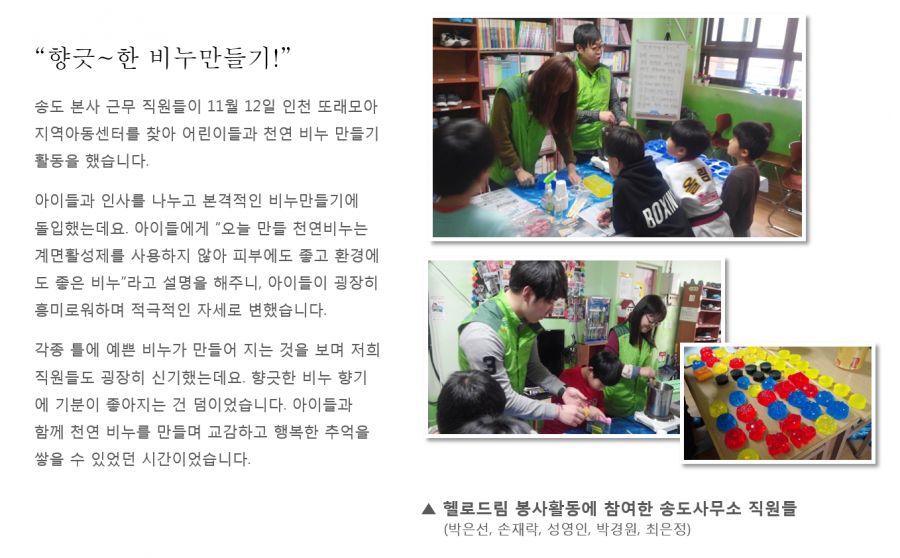 “향긋~한 비누만들기!”
송도 본사 근무 직원들이 11월 12일 인천 또래모아
지역아동센터를 찾아 어린이들과 천연 비누 만들기
활동을 했습니다.
아이들과 인사를 나누고 본격적인 비누만들기에
돌입했는데요. 아이들에게 “오늘 만들 천연비누는
계면활성제를 사용하지 않아 피부에도 좋고 환경에
도 좋은 비누”라고 설명을 해주니, 아이들이 굉장히
흥미로워하며 적극적인 자세로 변했습니다.
각종 틀에 예쁜 비누가 만들어 지는 것을 보며 저희
직원들도 굉장히 신기했는데요. 향긋한 비누 향기
에 기분이 좋아지는 건 덤이었습니다. 아이들과
함께 천연 비누를 만들며 교감하고 행복한 추억을
쌓을 수 있었던 시간이었습니다.
BOXIN
▲ 헬로드림 봉사활동에 참여한 송도사무소 직원들
(박은선, 손재락, 성영인, 박경원, 최은정)